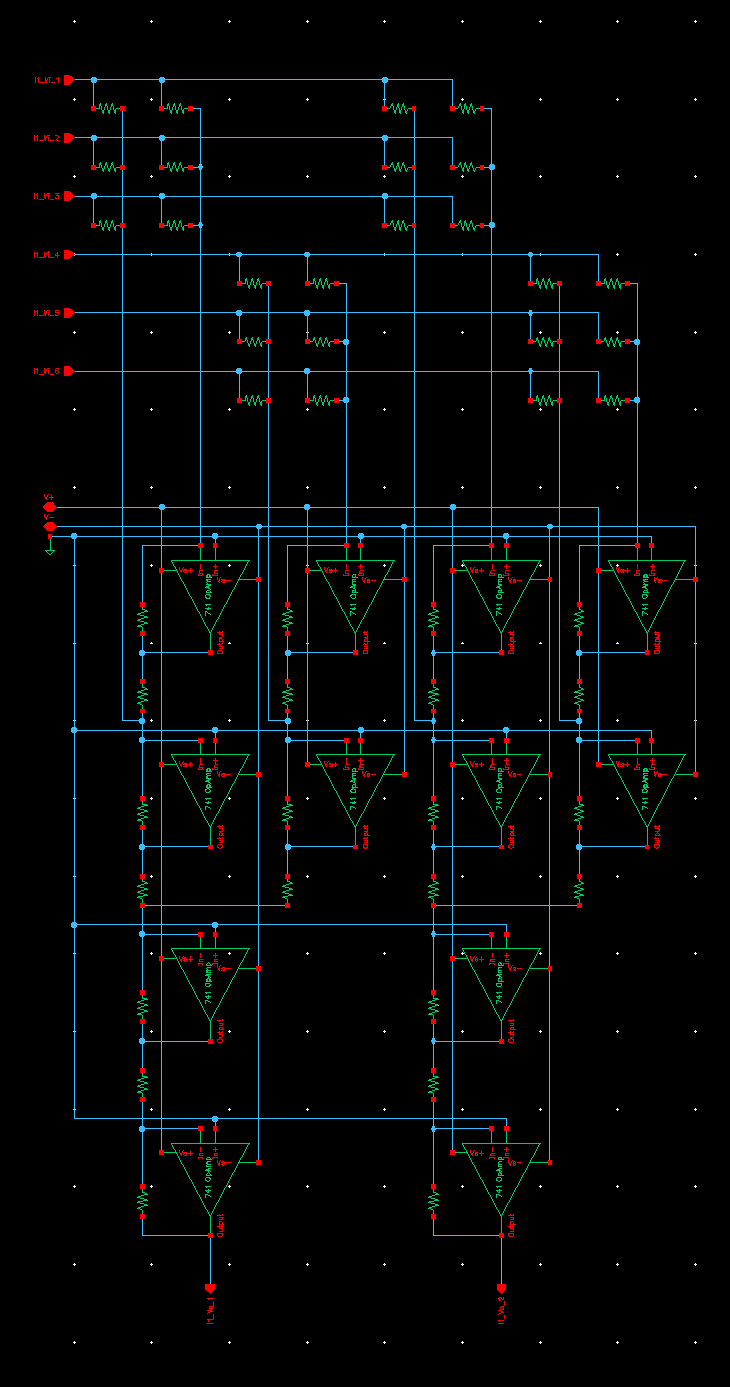 I1_Vi_1
I1_Vi_2
I1_Vi_3
I1_Vi_4
I1_Vi_5
I1_Vi_6
V+
V-
Vs+ In- In+ Vs- 741 OpAmp Output
Vs+ In- In+ Vs- 741 OpAmp Output
Vs+ In- In+ Vs- 741 OpAmp Output
Vs+ In- In+ Vs- 741 OpAmp Output
Vs+ In- In+ Vs- 741 OpAmp Output
Vs+ In- In+ Vs- 741 OpAmp Output
Vs+ In- In+ Vs- 741 OpAmp Output
Vs+ In- In+ Vs- 741 OpAmp Output
Vs+ In- In+ Vs- 741 OpAmp Output
Vs+ In- In+ Vs- 741 OpAmp Output
Vs+ In- In+ Vs- 741 OpAmp Output
Vs+ In- In+ Vs- 741 OpAmp Output
I1_Vo_1
I1_Vo_2